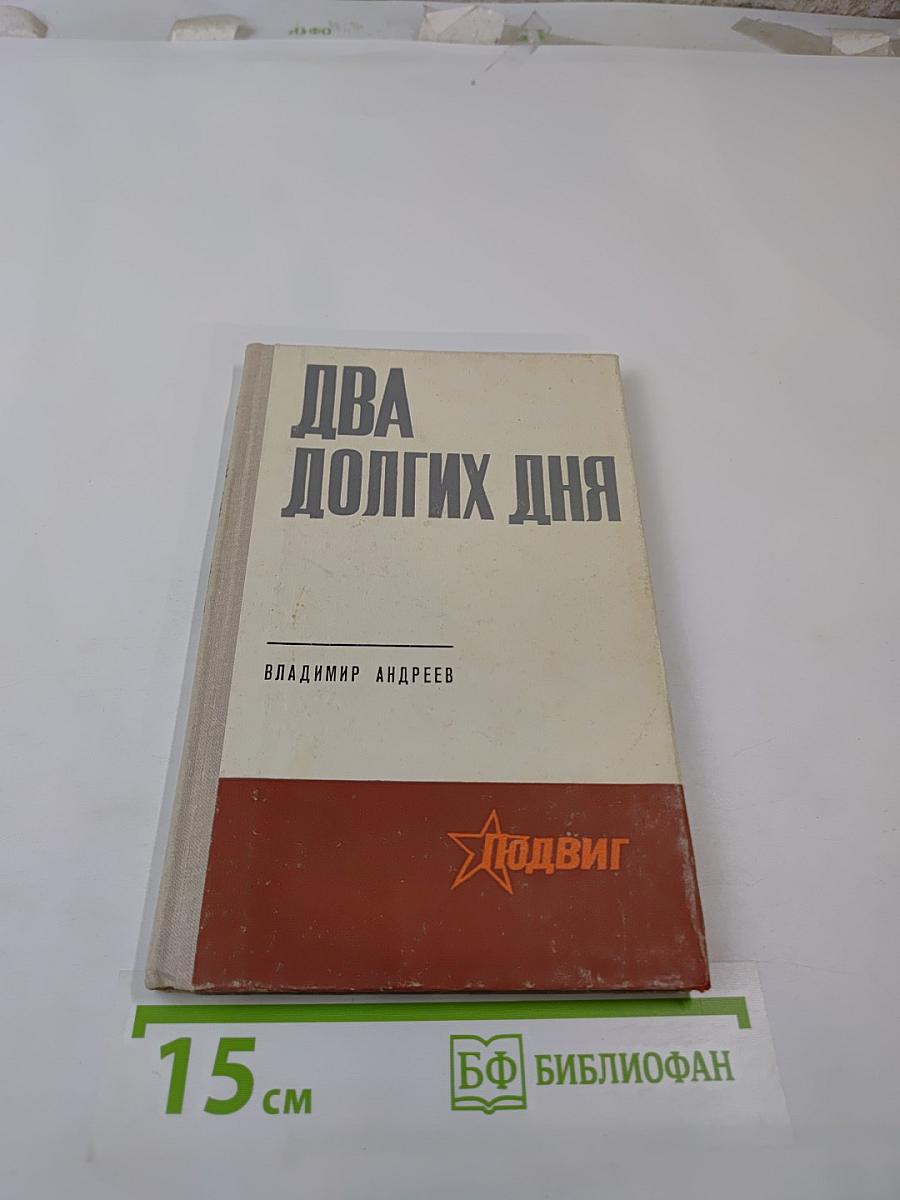 ДВА
ДОЛГИХ ДНЯ
ВЛАДИМИР АНДРЕЕВ
ПОДВИГ
15 см
БФ БИБЛИОФАН